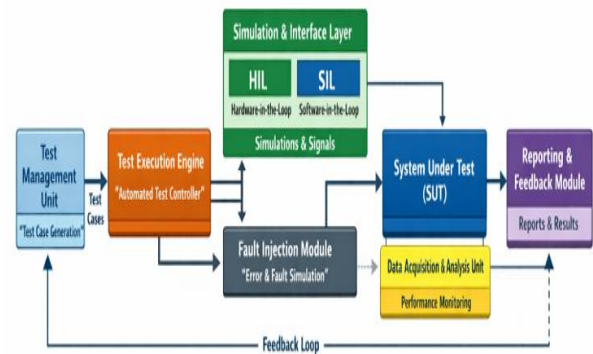 Simulation & Interface Layer
HIL
SIL
Hardware-in-the-Loop
Software-in-the-Loop
Simulations & Signals
Test
Management
Unit
"Test Case Generation"
Test
Cases
Test Execution Engine
"Automated Test Controller"
Fault Injection Module
"Error & Fault Simulation"
System Under Test
(SUT)
Data Acquisition & Analysis Unit
Performance Monitoring
Reporting &
Feedback Module
Reports & Results
Feedback Loop